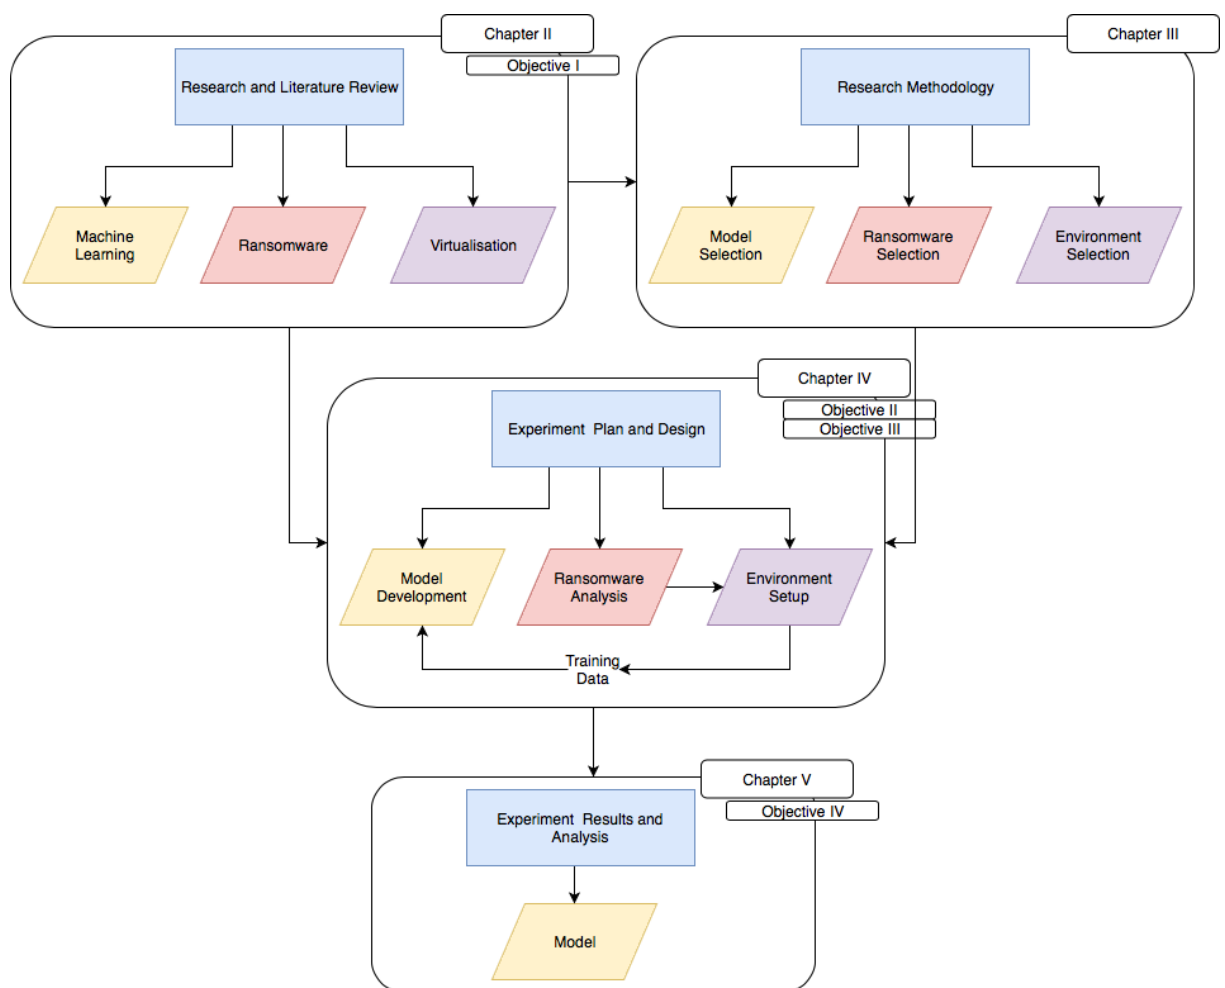 Chapter II
Objective I
Research and Literature Review
Machine
Learning
Ransomware
Virtualisation
Chapter III
Research Methodology
Model
Selection
Ransomware
Selection
Environment
Selection
Chapter IV
Objective II
Objective III
Experiment Plan and Design
Model
Development
Ransomware
Analysis
Environment
Setup
Training
Data
Chapter V
Objective IV
Experiment Results and
Analysis
Model